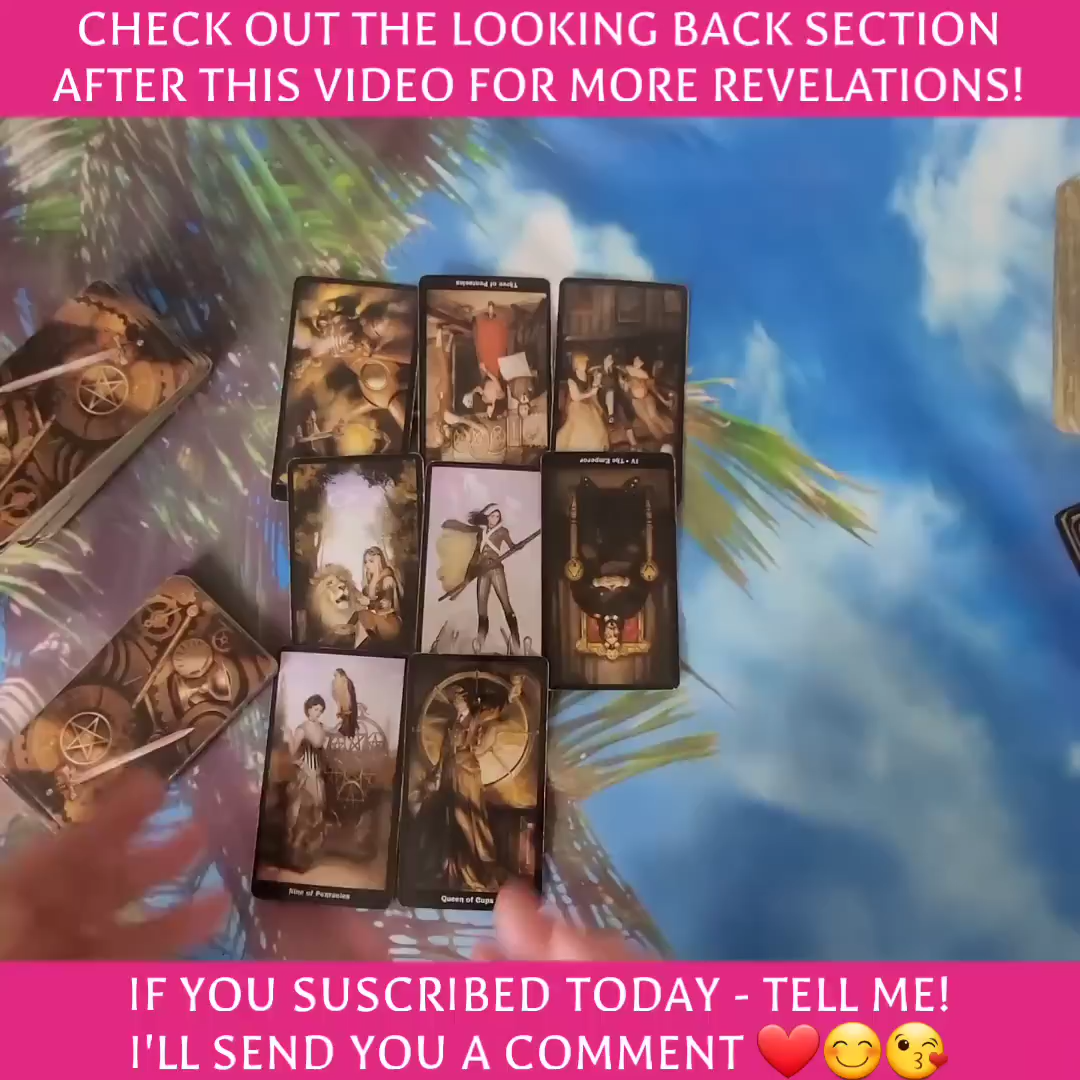 CHECK OUT THE LOOKING BACK SECTION
AFTER THIS VIDEO FOR MORE REVELATIONS!
Three of Pentacles
IV • The Emperor
Nine of Pentacles
Queen of Cups
IF YOU SUSCRIBED TODAY - TELL ME!
I'LL SEND YOU A COMMENT ❤️😊😘